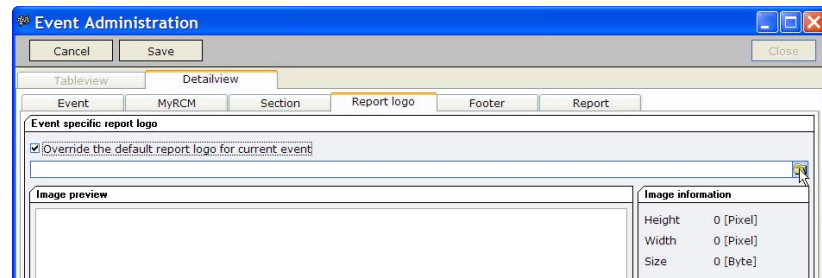 Event Administration
Cancel Save Close
Tableview Detailview
Event MyRCM Section Report logo Footer Report
Event specific report logo
Override the default report logo for current event
Image preview Image information
Height 0 [Pixel]
Width 0 [Pixel]
Size 0 [Byte]